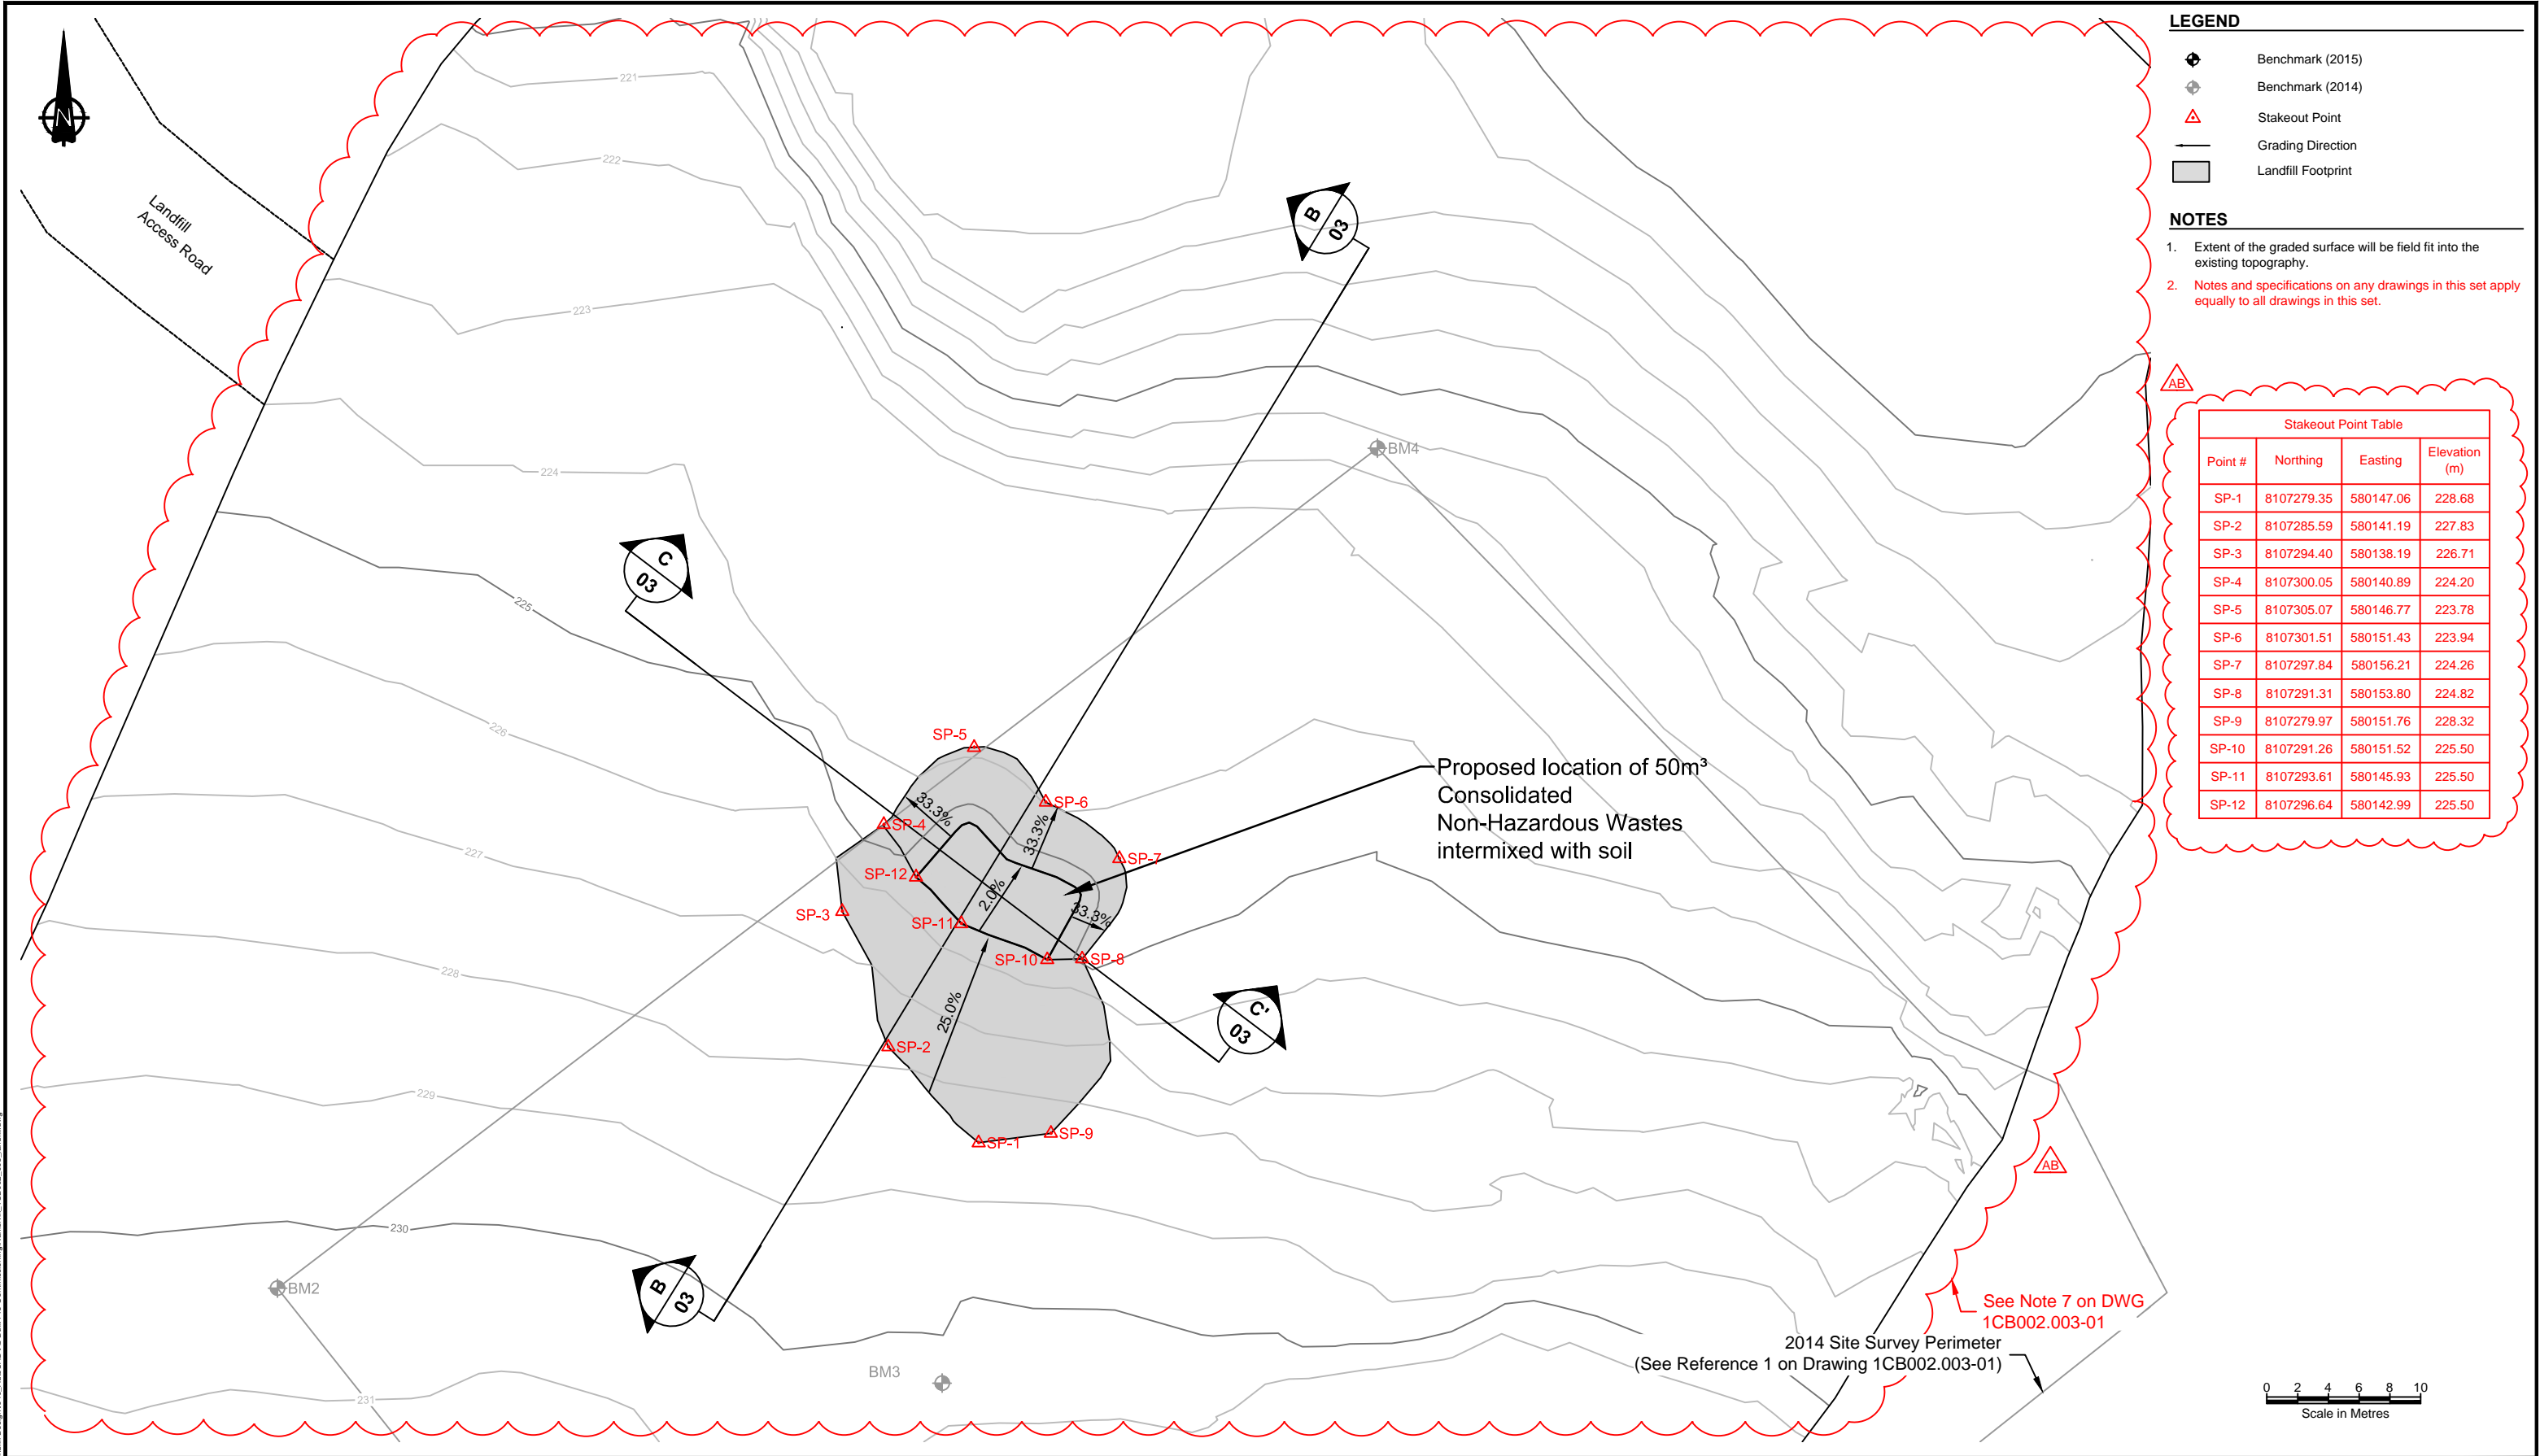 LEGEND
Benchmark (2015)
Benchmark (2014)
Stakeout Point
Grading Direction
Landfill Footprint
NOTES
1. Extent of the graded surface will be field fit into the
existing topography.
2. Notes and specifications on any drawings in this set apply
equally to all drawings in this set.
AB
Stakeout Point Table
Point # Northing Easting Elevation (m)
SP-1 8107279.35 580147.06 228.68
SP-2 8107285.59 580141.19 227.83
SP-3 8107294.40 580138.19 226.71
SP-4 8107300.05 580140.89 224.20
SP-5 8107305.07 580146.77 223.78
SP-6 8107301.51 580151.43 223.94
SP-7 8107297.84 580156.21 224.26
SP-8 8107291.31 580153.80 224.82
SP-9 8107279.97 580151.76 228.32
SP-10 8107291.26 580151.52 225.50
SP-11 8107293.61 580145.93 225.50
SP-12 8107296.64 580142.99 225.50
N
Landfill
Access Road
221
222
223
224
225
226
227
228
229
230
231
B
03
C
03
BM4
SP-5
SP-6
33.3%
SP-4
33.3%
SP-7
SP-12
2.0%
SP-3
SP-11
33.3%
SP-10
SP-8
25.0%
SP-2
SP-1
SP-9
Proposed location of 50m³
Consolidated
Non-Hazardous Wastes
intermixed with soil
C'
03
B
03
BM2
BM3
AB
See Note 7 on DWG
1CB002.003-01
2014 Site Survey Perimeter
(See Reference 1 on Drawing 1CB002.003-01)
0 2 4 6 8 10
Scale in Metres